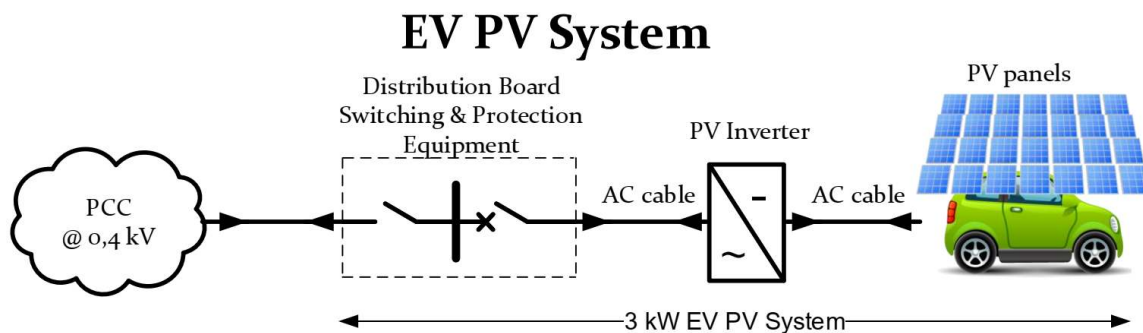 EV PV System
Distribution Board
Switching & Protection
Equipment
PV panels
PV Inverter
PCC
@ 0,4 kV
AC cable
-
~
AC cable
3 kW EV PV System